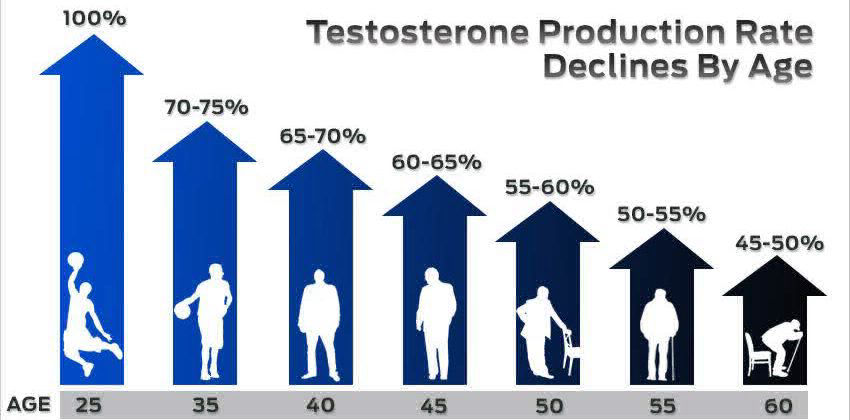 Testosterone Production Rate
Declines By Age
100%
70-75%
65-70%
60-65%
55-60%
50-55%
45-50%
AGE 25 35 40 45 50 55 60